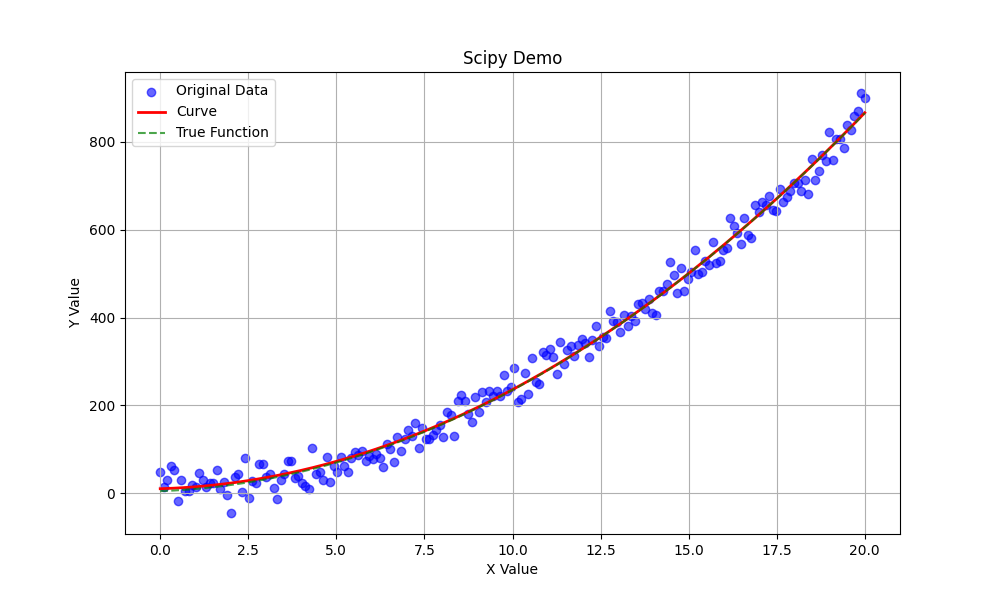 Scipy Demo
Original Data
Curve
True Function
800
600
400
200
0
Y Value
0.0 2.5 5.0 7.5 10.0 12.5 15.0 17.5 20.0
X Value